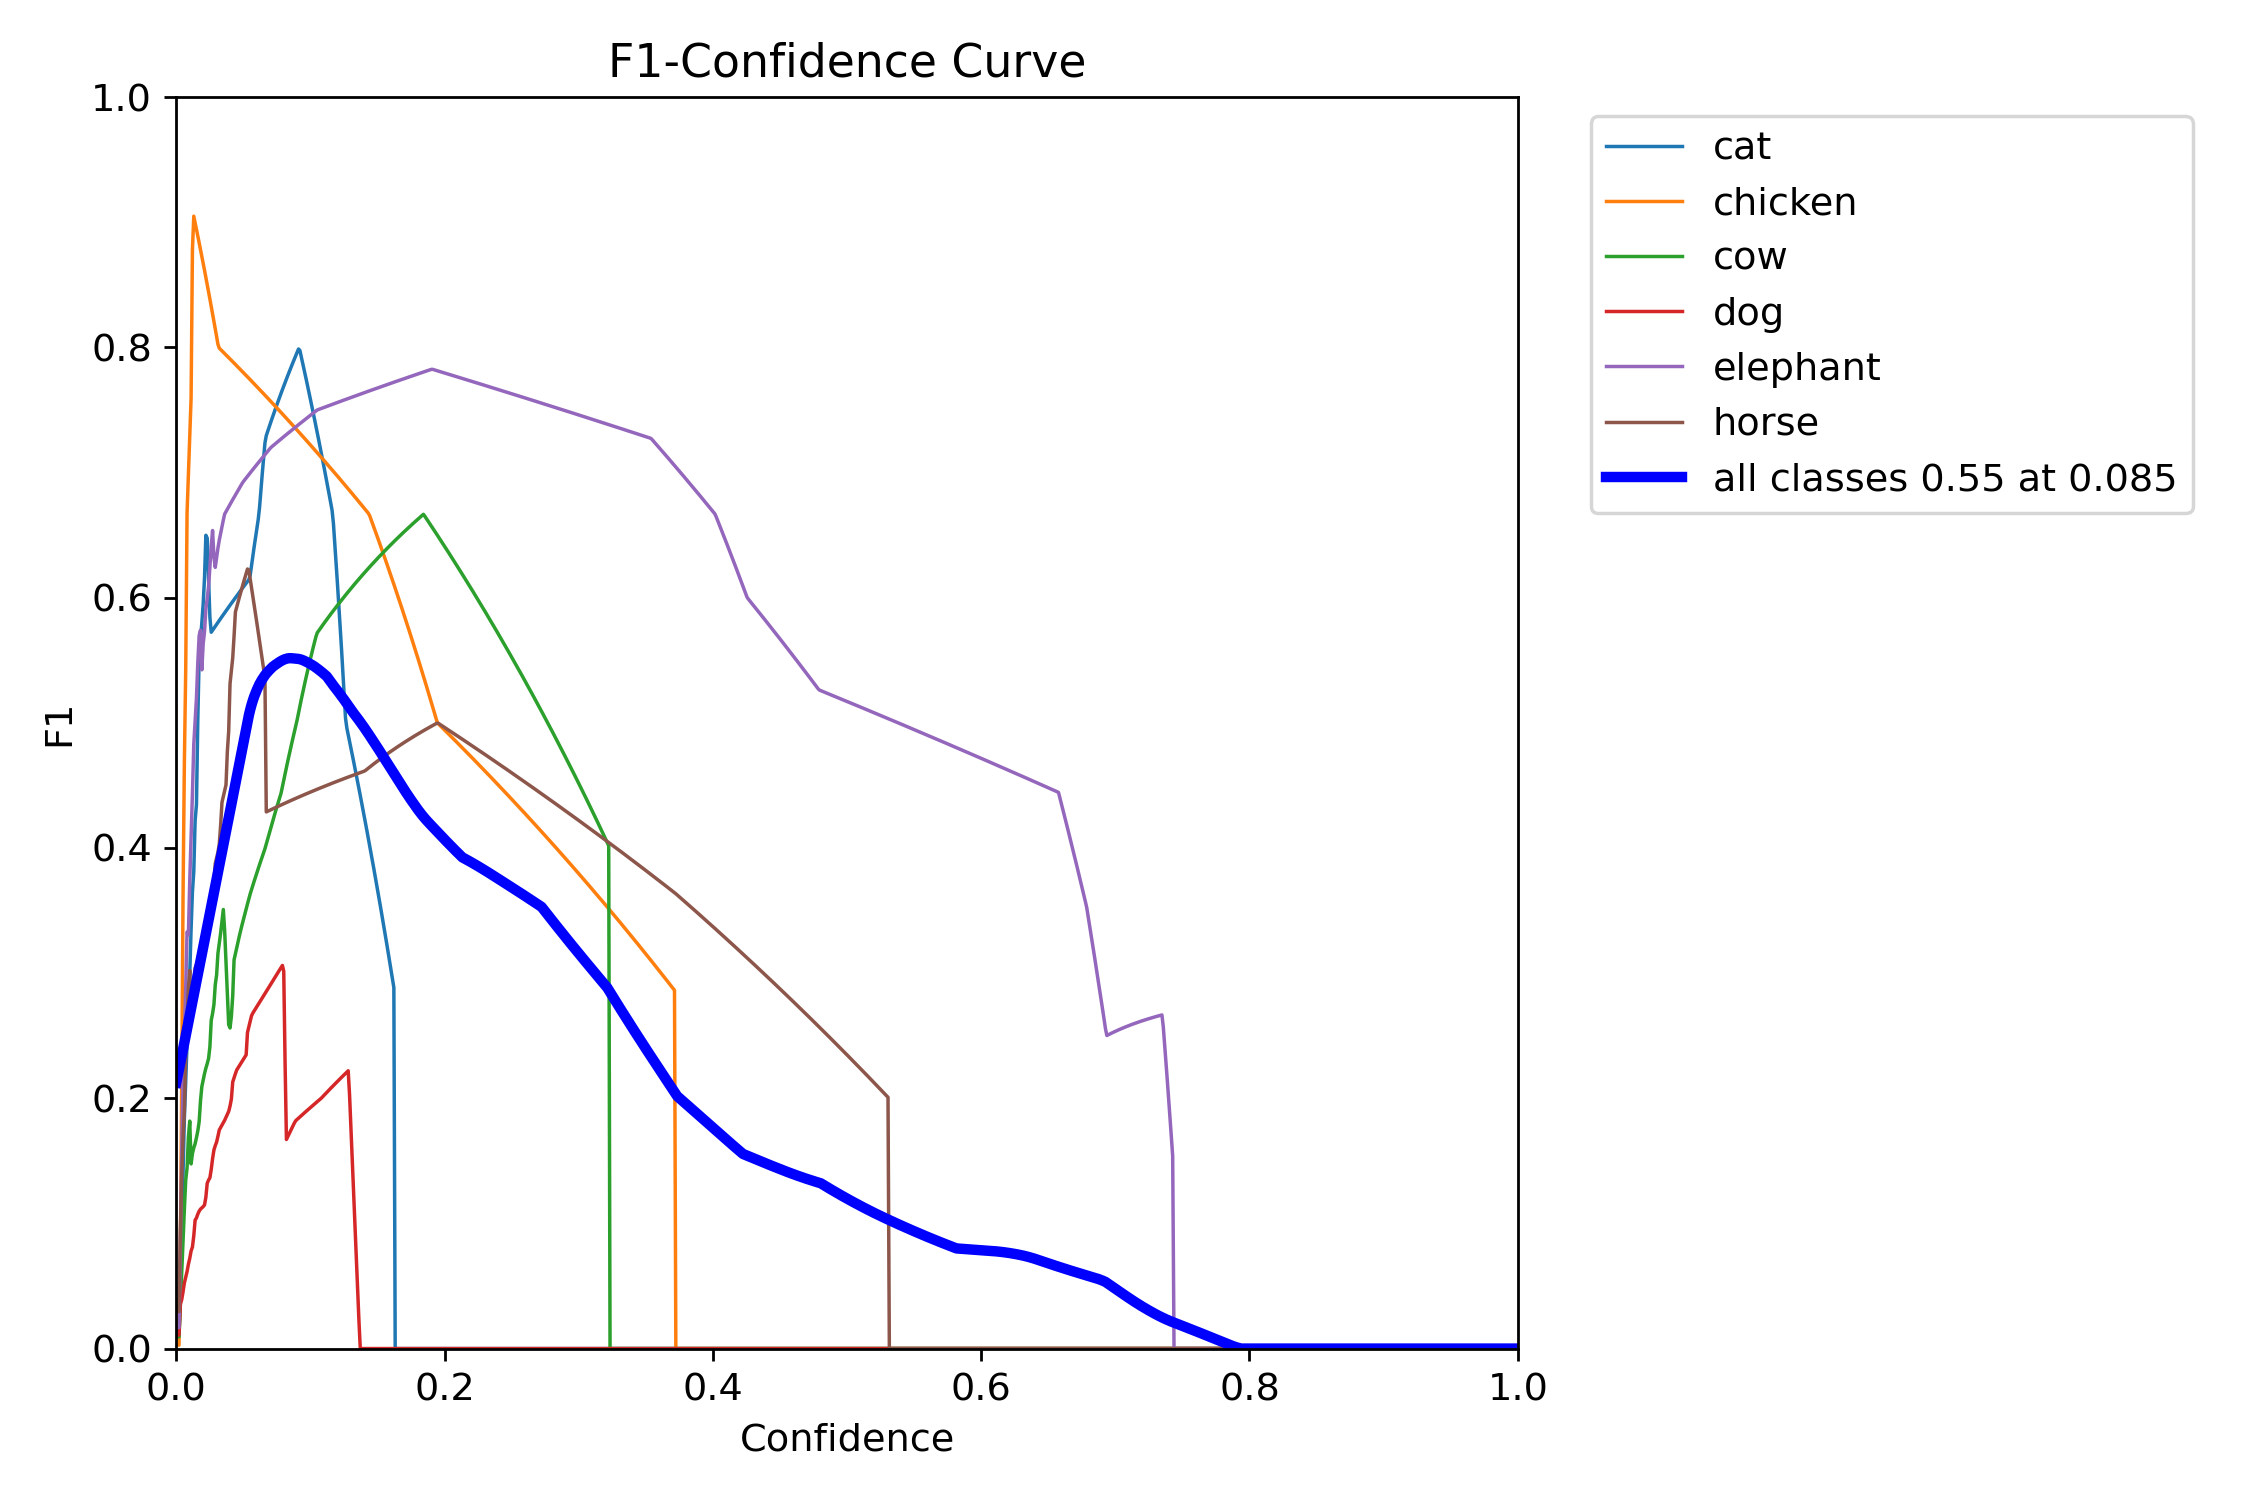 F1-Confidence Curve
1.0
0.8
0.6
0.4
0.2
0.0
F1
0.0 0.2 0.4 0.6 0.8 1.0
Confidence
cat
chicken
cow
dog
elephant
horse
all classes 0.55 at 0.085